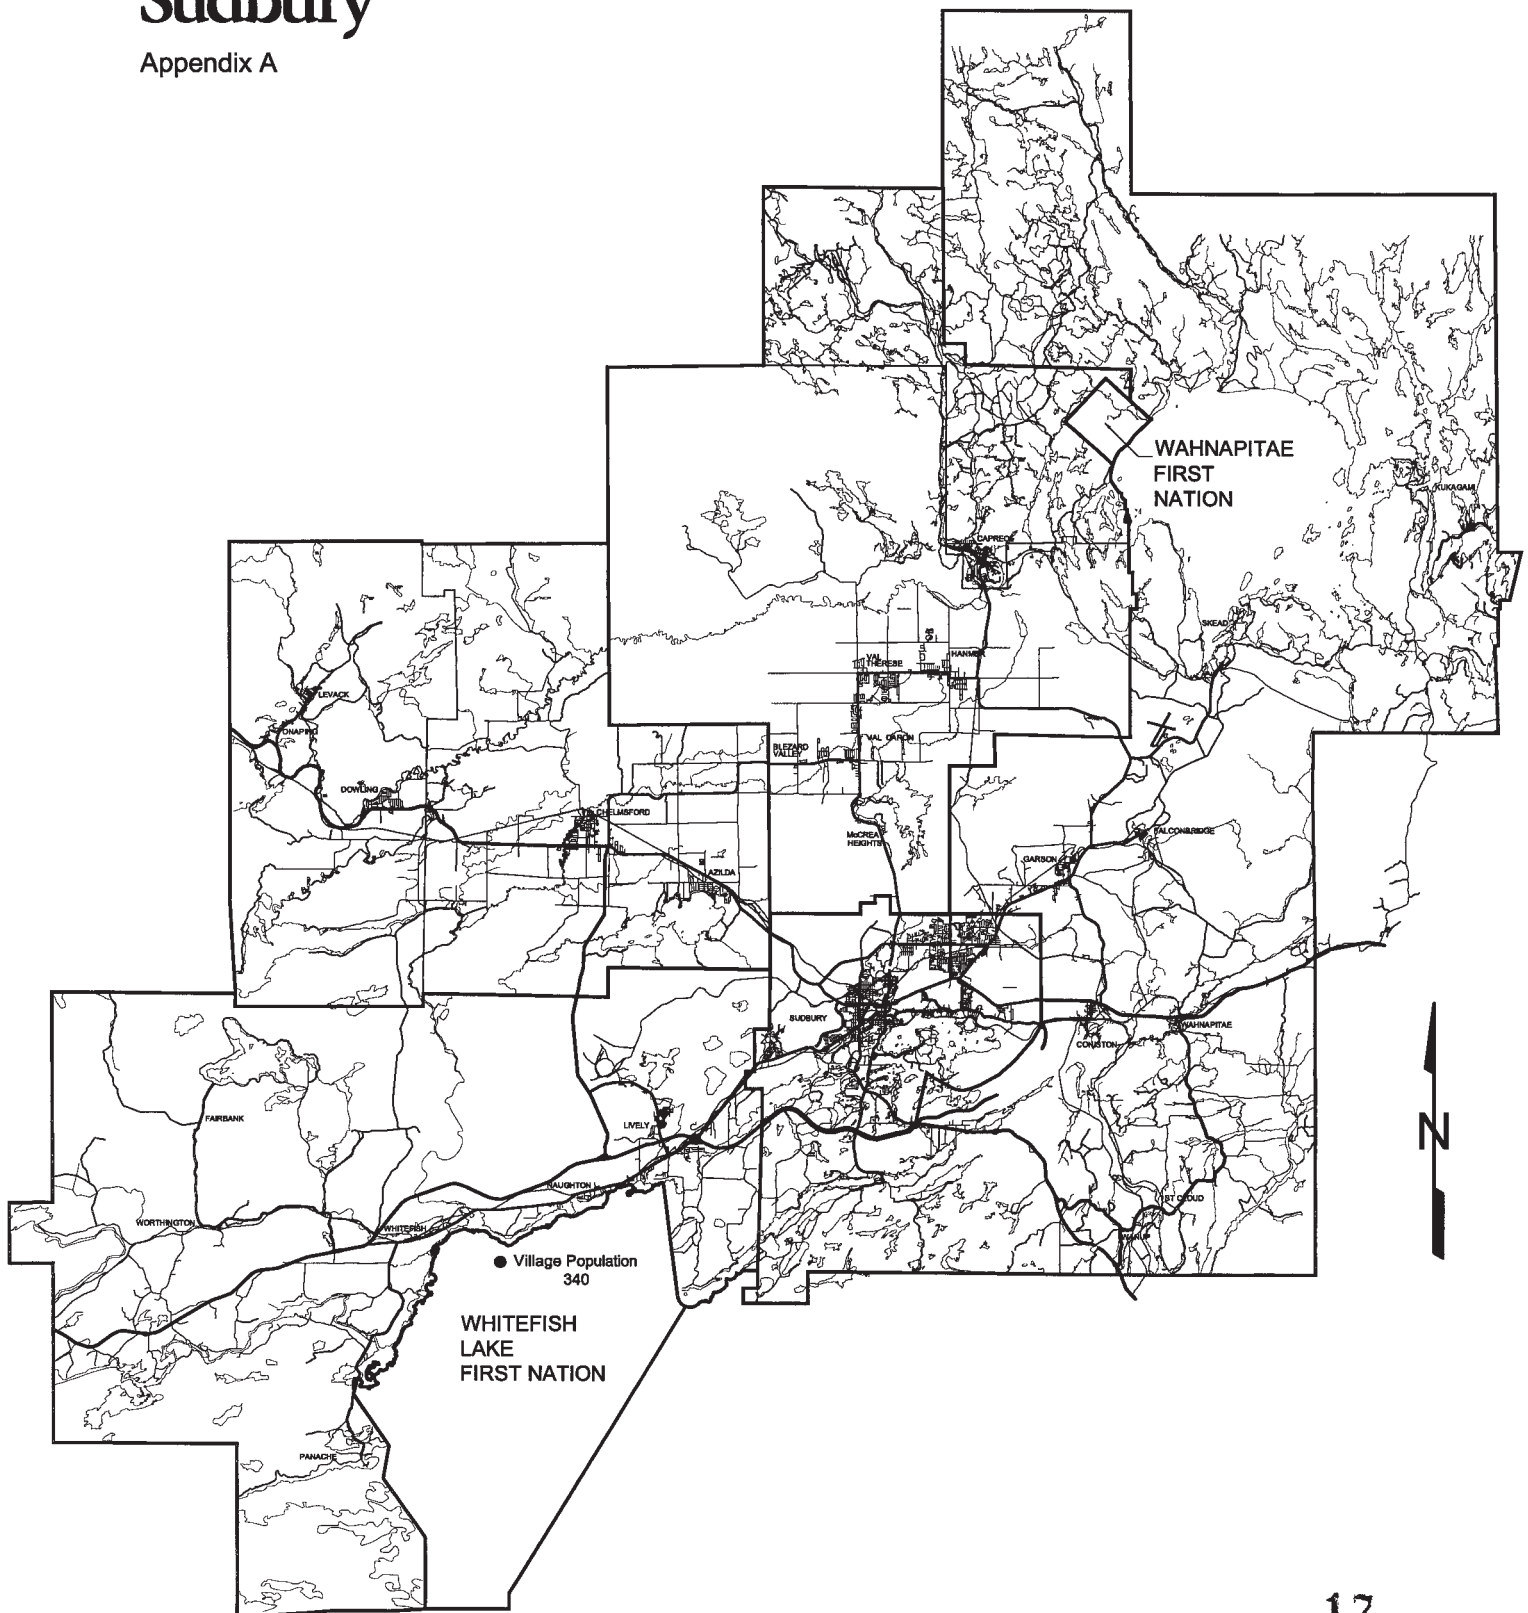 Sudbury
Appendix A
WAHNAPITAE
FIRST
NATION
KUKAGAMI
CAPREOL
SKEAD
VAL
THERESE
HANMER
LEVACK
ONAPING
VAL CARON
BLEZARD
VALLEY
DOWLING
CHELMSFORD
FALCONBRIDGE
McCREA
HEIGHTS
GARSON
AZILDA
SUDBURY
WAHNAPITAE
CONISTON
FAIRBANK
LIVELY
N
NAUGHTON
ST CLOUD
WORTHINGTON
WHITEFISH
WANUP
Village Population
340
WHITEFISH
LAKE
FIRST NATION
PANACHE
17